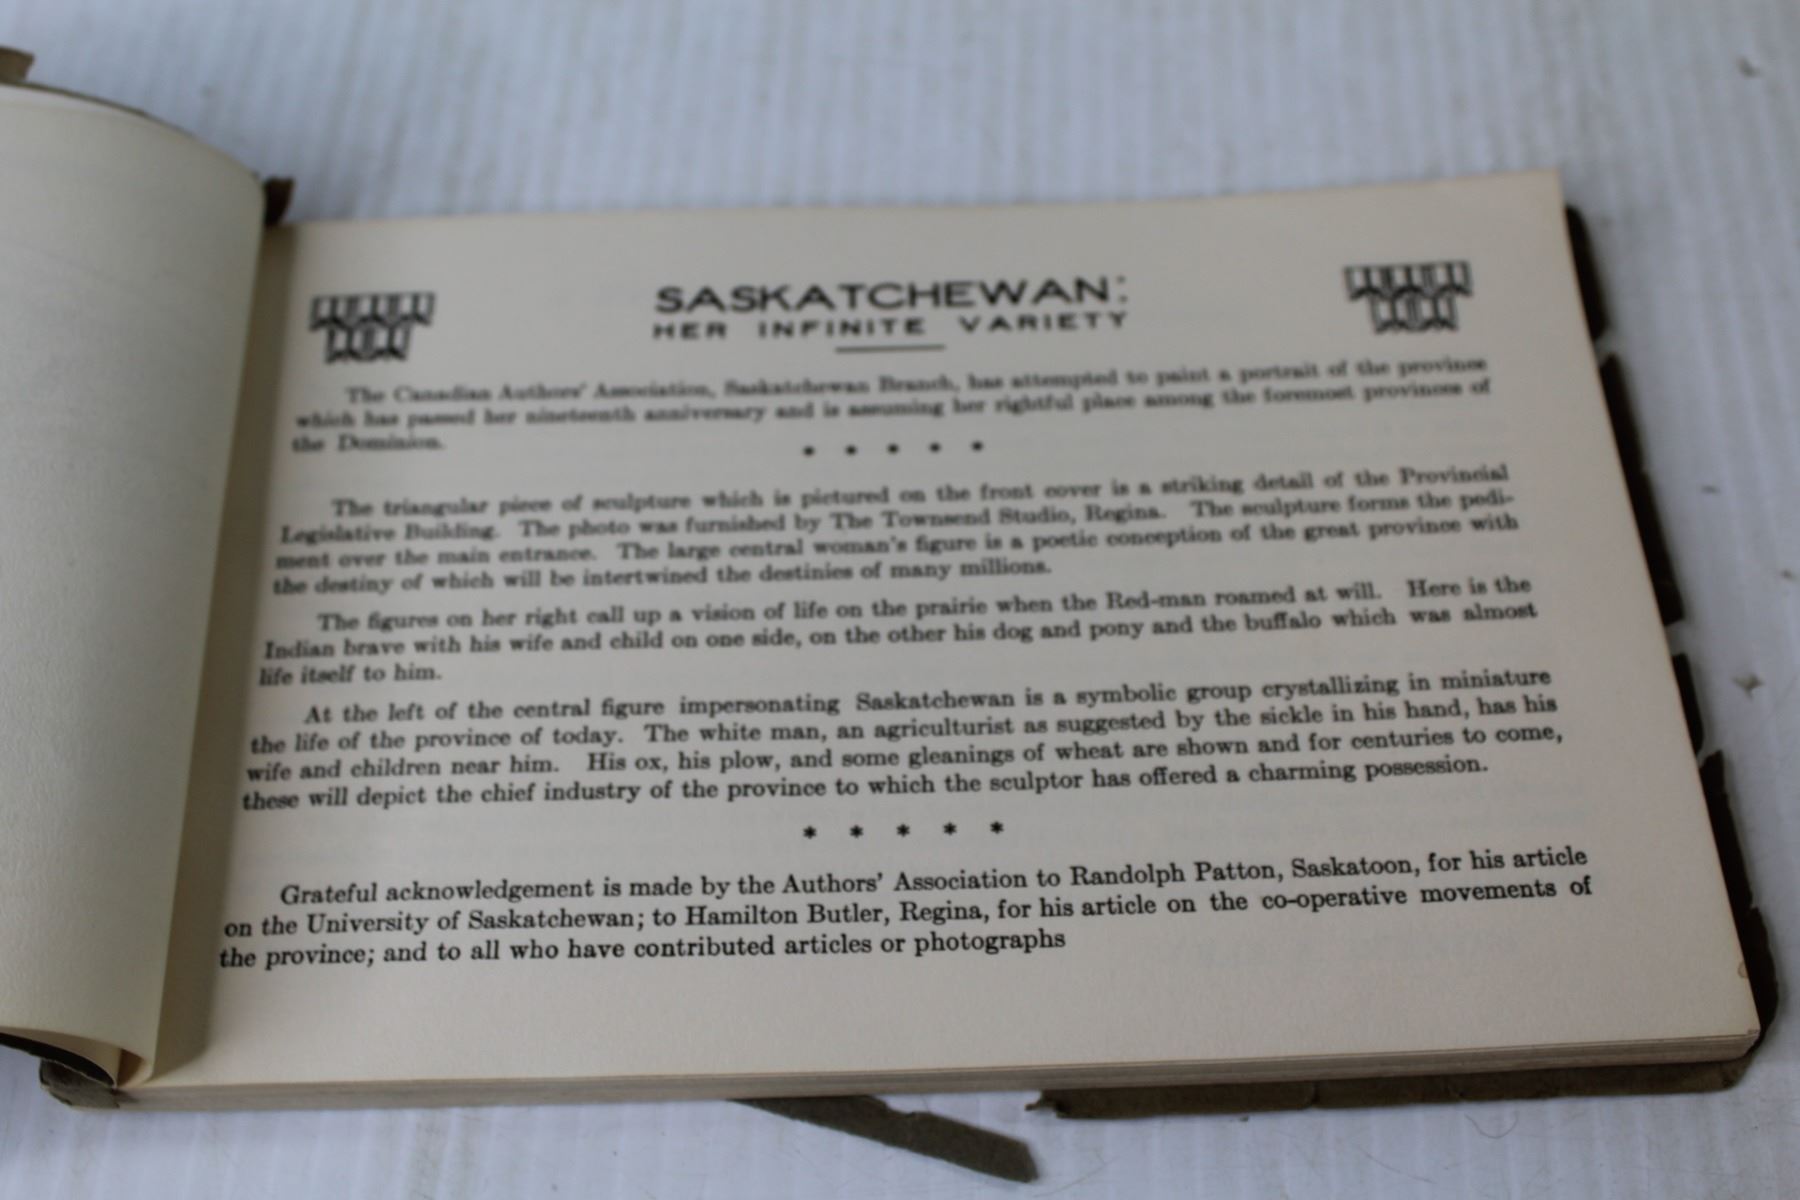 SASKATCHEWAN:
HER INFINITE VARIETY
The Canadian Authors' Association, Saskatchewan Branch, has attempted to paint a portrait of the province
which has passed her nineteenth anniversary and is assuming her rightful place among the foremost provinces of
the Dominion.
* * * * *
The triangular piece of sculpture which is pictured on the front cover is a striking detail of the Provincial
Legislative Building. The photo was furnished by The Townsend Studio, Regina. The sculpture forms the pedi-
ment over the main entrance. The large central woman's figure is a poetic conception of the great province with
the destiny of which will be intertwined the destinies of many millions.
The figures on her right call up a vision of life on the prairie when the Red-man roamed at will. Here is the
Indian brave with his wife and child on one side, on the other his dog and pony and the buffalo which was almost
life itself to him.
At the left of the central figure impersonating Saskatchewan is a symbolic group crystallizing in miniature
the life of the province of today. The white man, an agriculturist as suggested by the sickle in his hand, has his
wife and children near him. His ox, his plow, and some gleanings of wheat are shown and for centuries to come,
these will depict the chief industry of the province to which the sculptor has offered a charming possession.
* * * * *
Grateful acknowledgement is made by the Authors' Association to Randolph Patton, Saskatoon, for his article
on the University of Saskatchewan; to Hamilton Butler, Regina, for his article on the co-operative movements of
the province; and to all who have contributed articles or photographs